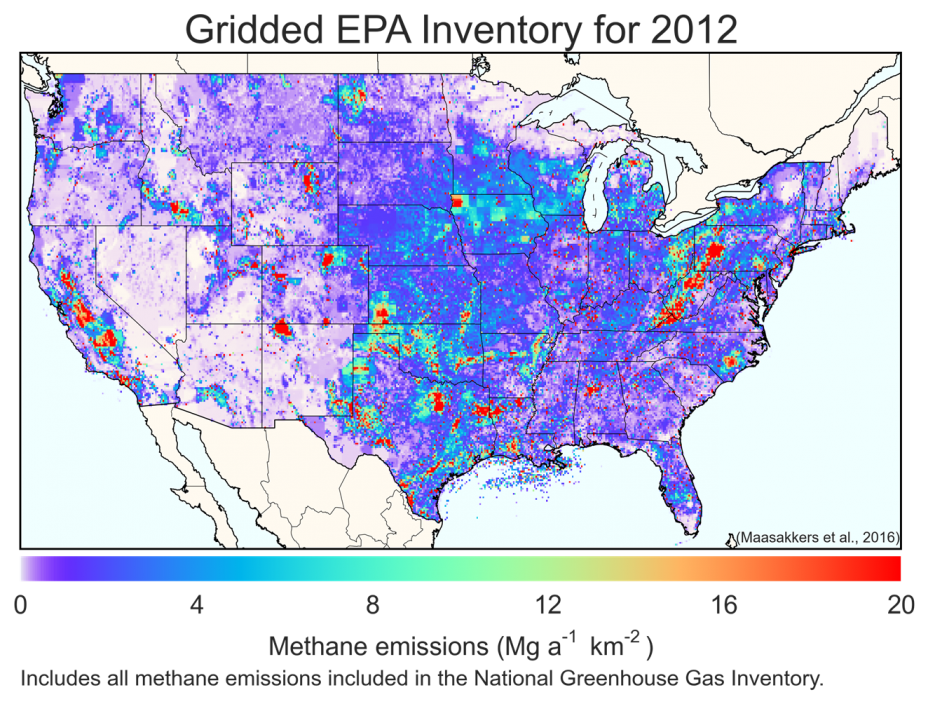 Gridded EPA Inventory for 2012
(Maasakkers et al., 2016)
0 4 8 12 16 20
Methane emissions (Mg a⁻¹ km⁻²)
Includes all methane emissions included in the National Greenhouse Gas Inventory.